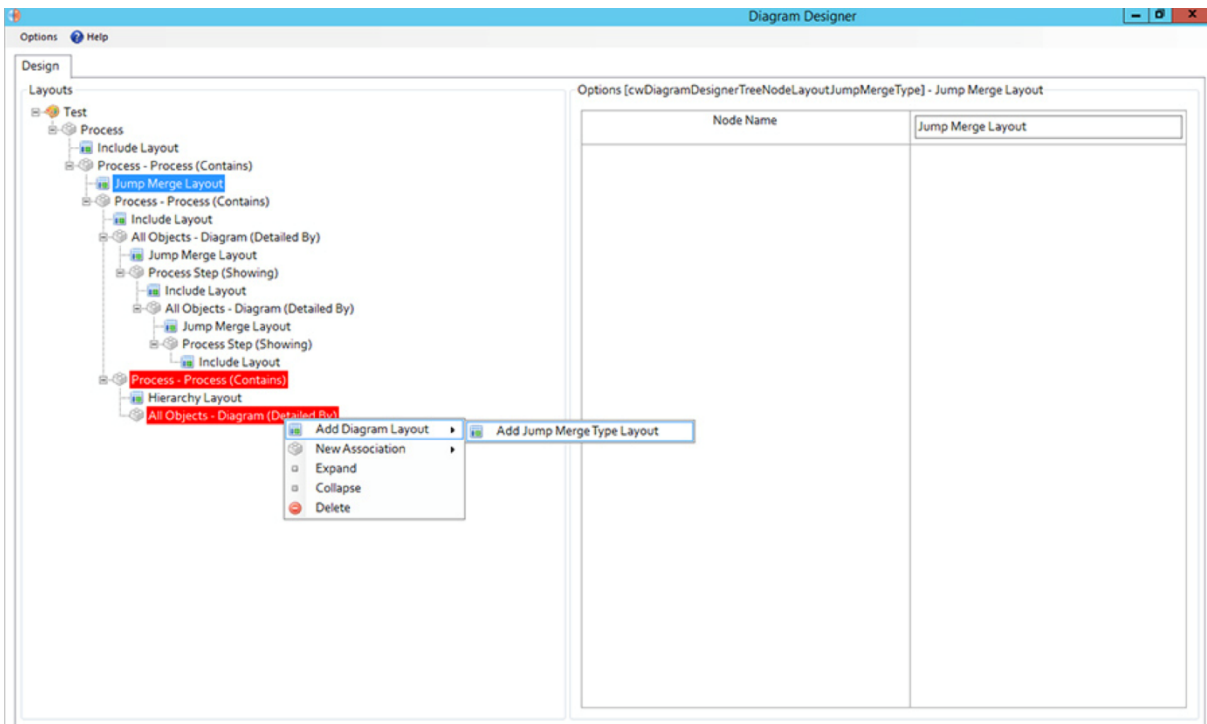 Diagram Designer
Options Help
Design
Layouts
Test
Process
Include Layout
Process - Process (Contains)
Jump Merge Layout
Process - Process (Contains)
Include Layout
All Objects - Diagram (Detailed By)
Jump Merge Layout
Process Step (Showing)
Include Layout
All Objects - Diagram (Detailed By)
Jump Merge Layout
Process Step (Showing)
Include Layout
Process - Process (Contains)
Hierarchy Layout
All Objects - Diagram (Detailed By)
Add Diagram Layout
New Association
Expand
Collapse
Delete
Add Jump Merge Type Layout
Options [cwDiagramDesignerTreeNodeLayoutJumpMergeType] - Jump Merge Layout
Node Name Jump Merge Layout